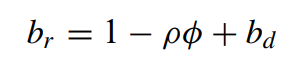 b_r = 1 − ρϕ + b_d